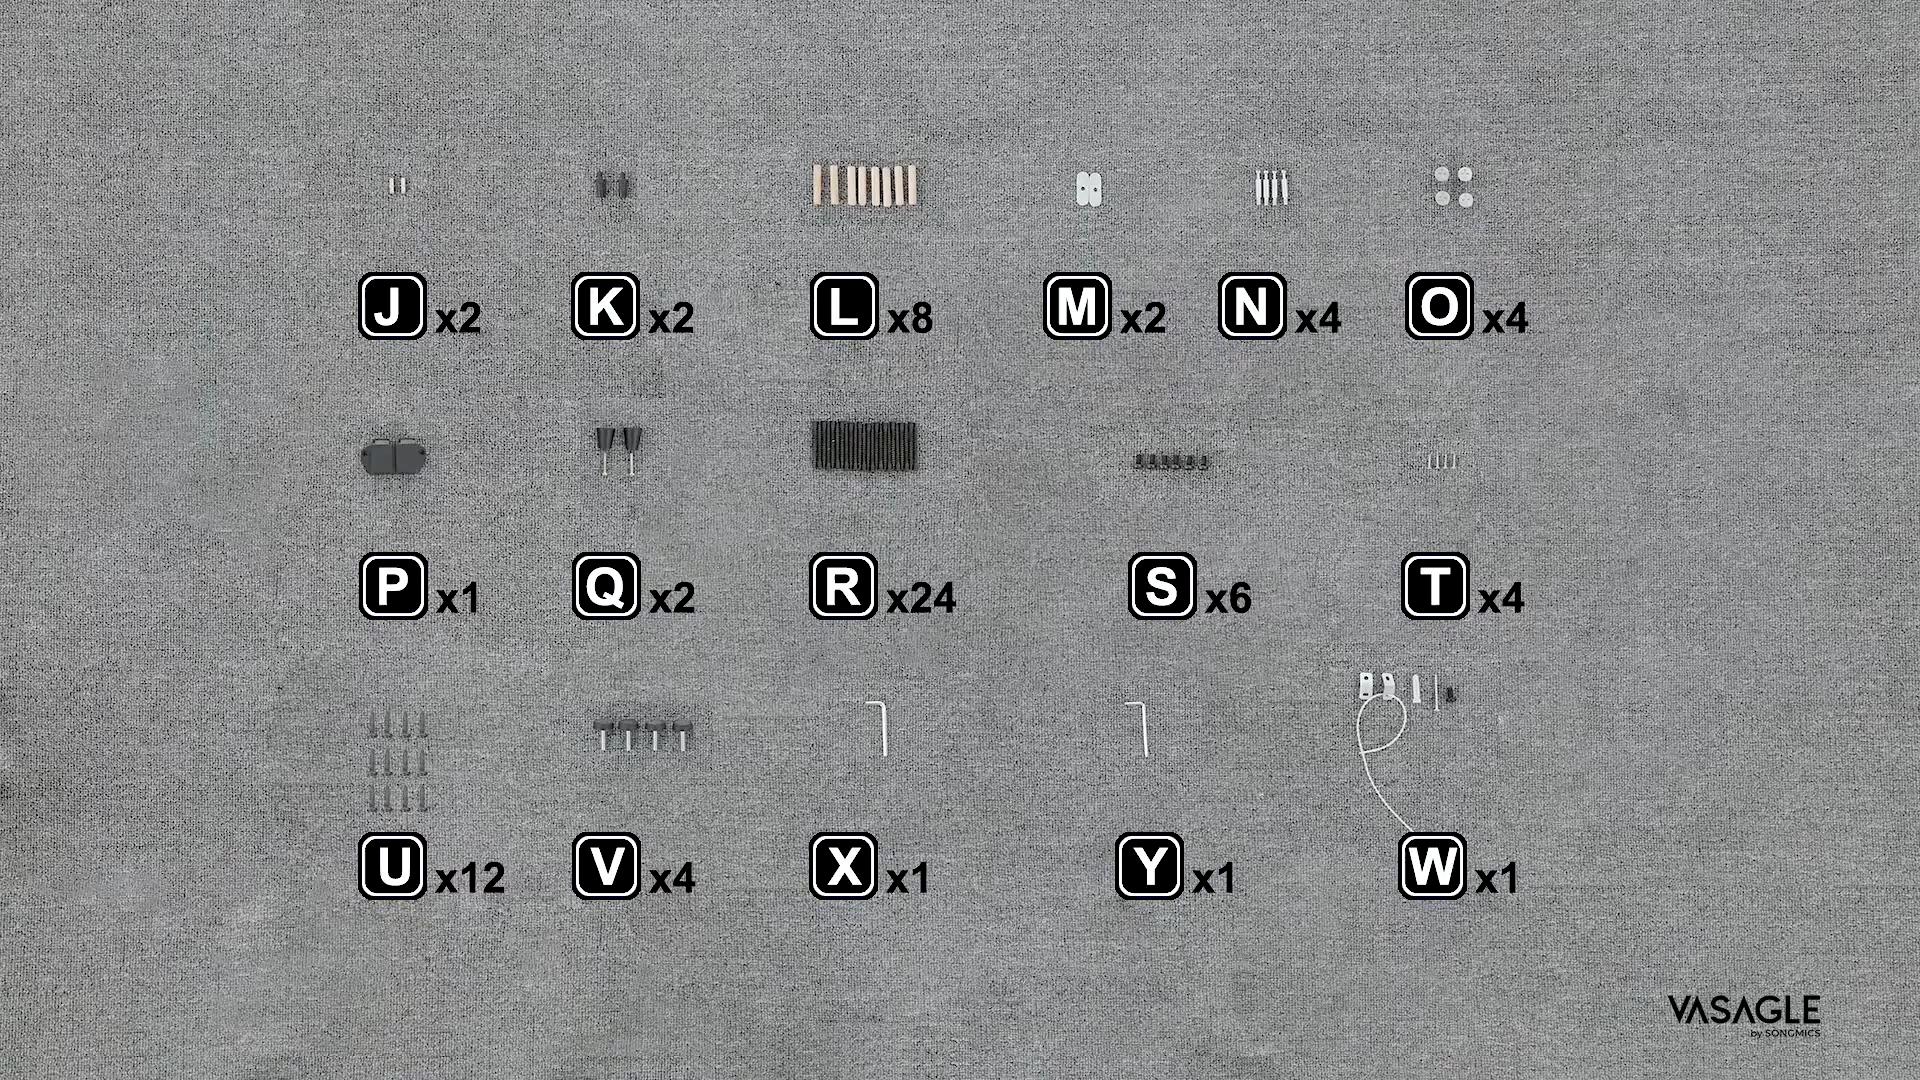 J x2 K x2 L x8 M x2 N x4 O x4
P x1 Q x2 R x24 S x6 T x4
U x12 V x4 X x1 Y x1 W x1
VASAGLE
by SONGMICS